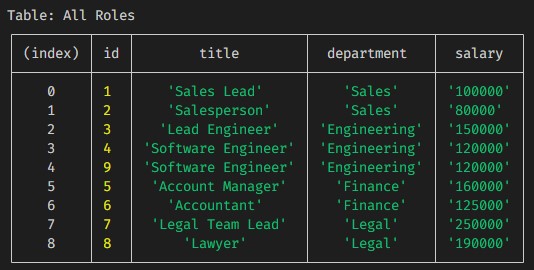 Table: All Roles
(index) id title department salary
0 1 'Sales Lead' 'Sales' '100000'
1 2 'Salesperson' 'Sales' '80000'
2 3 'Lead Engineer' 'Engineering' '150000'
3 4 'Software Engineer' 'Engineering' '120000'
4 9 'Software Engineer' 'Engineering' '120000'
5 5 'Account Manager' 'Finance' '160000'
6 6 'Accountant' 'Finance' '125000'
7 7 'Legal Team Lead' 'Legal' '250000'
8 8 'Lawyer' 'Legal' '190000'